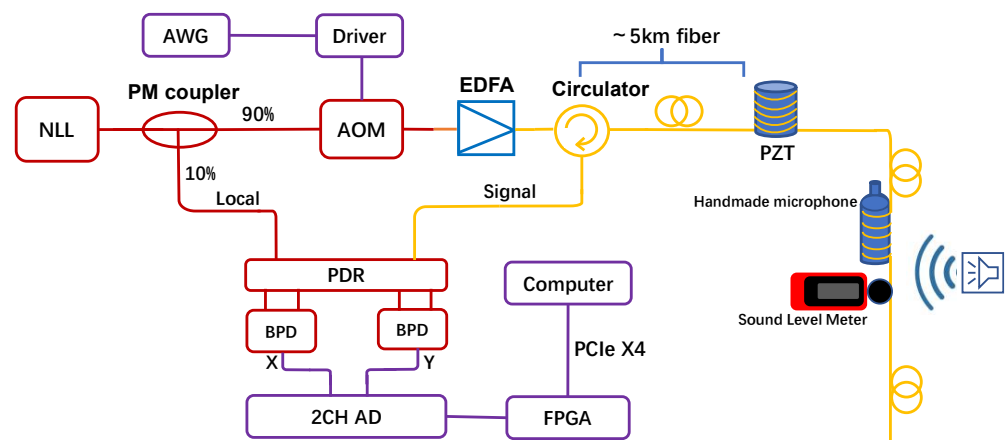 AWG
Driver
~ 5km fiber
EDFA
Circulator
PM coupler
NLL
90%
AOM
PZT
10%
Local
Signal
Handmade microphone
PDR
Computer
BPD
BPD
Sound Level Meter
X
Y
PCIe X4
2CH AD
FPGA